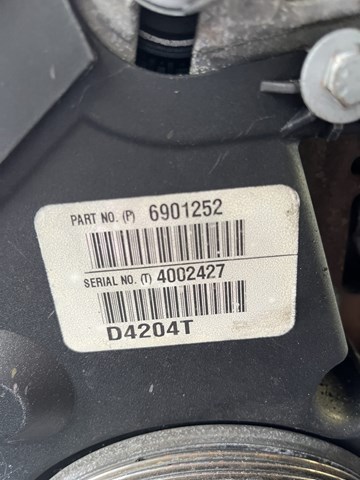 PART NO. (P) 6901252
SERIAL NO. (T) 4002427
D4204T